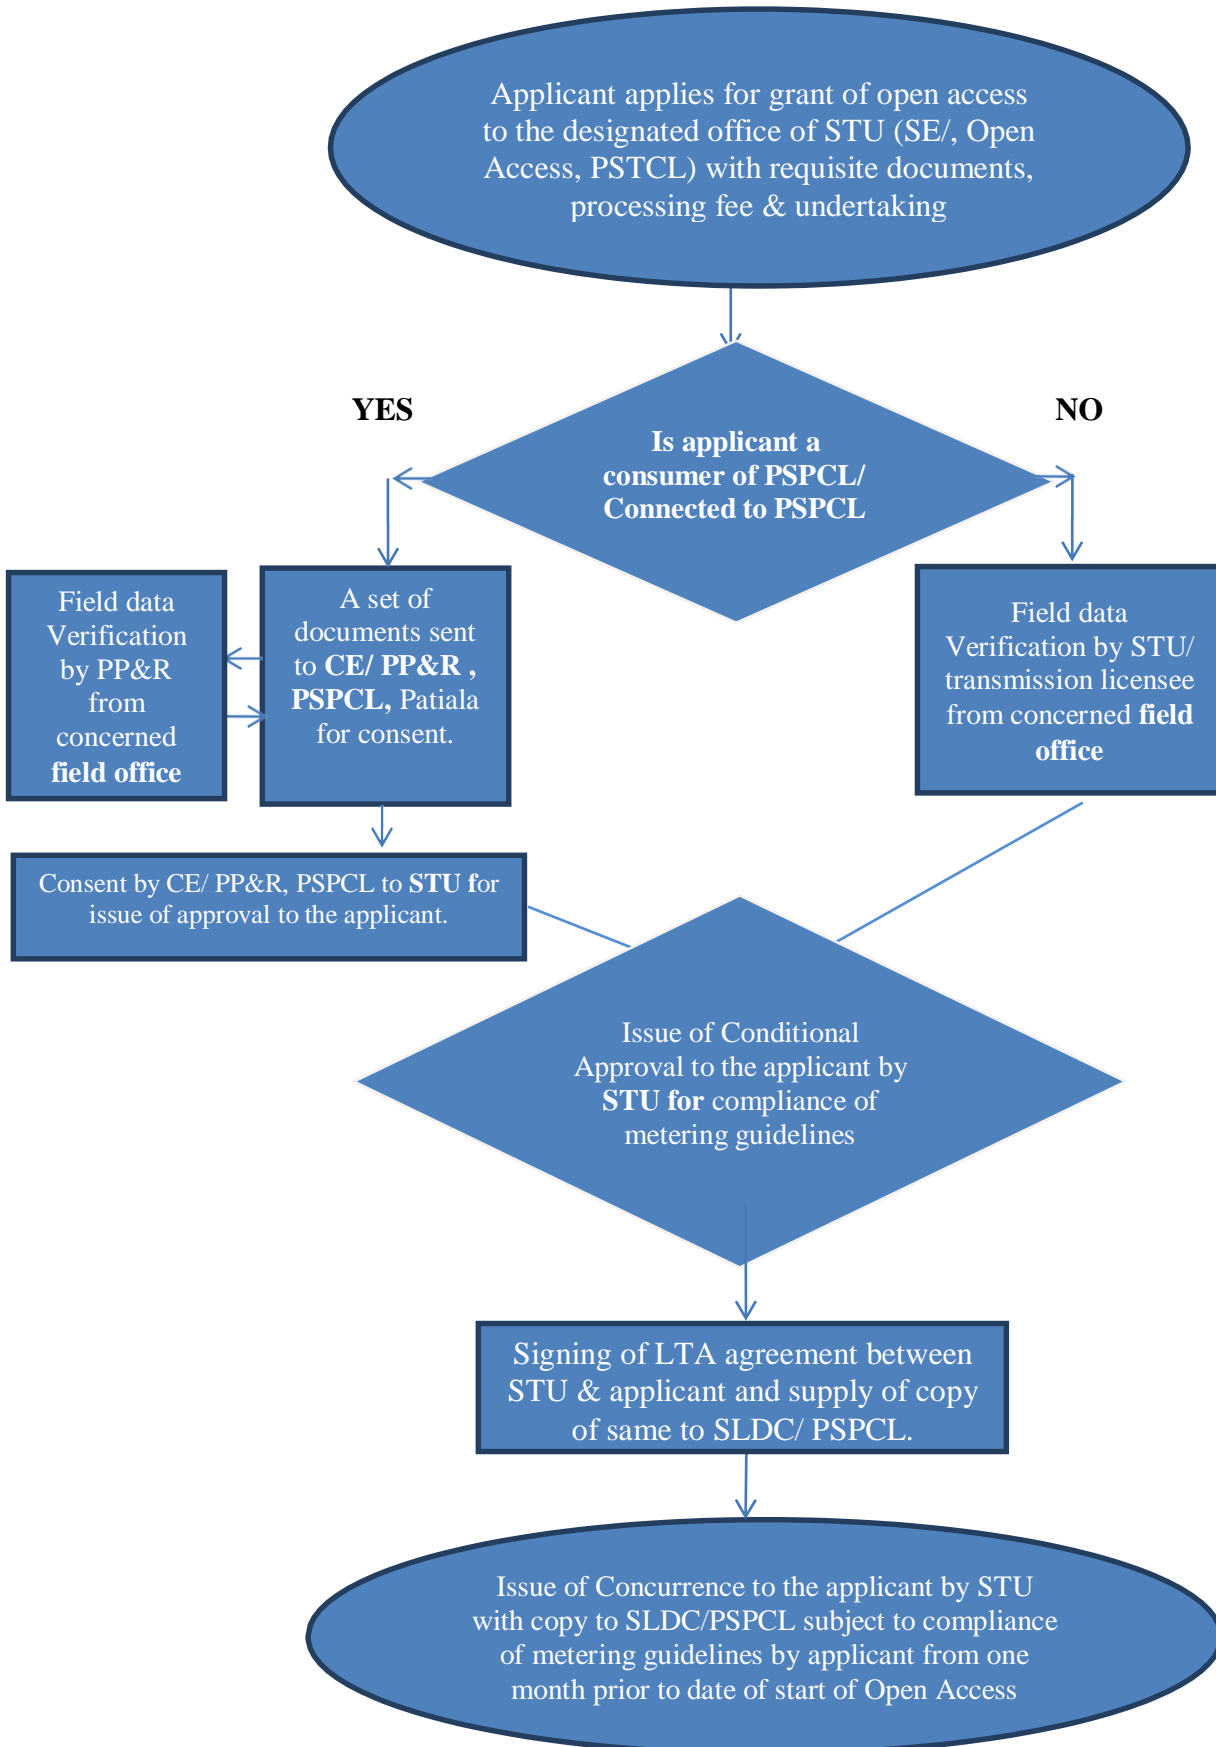 Applicant applies for grant of open access
to the designated office of STU (SE/, Open
Access, PSTCL) with requisite documents,
processing fee & undertaking
YES
NO
Is applicant a
consumer of PSPCL/
Connected to PSPCL
Field data
Verification
by PP&R
from
concerned
field office
A set of
documents sent
to CE/ PP&R ,
PSPCL, Patiala
for consent.
Field data
Verification by STU/
transmission licensee
from concerned field
office
Consent by CE/ PP&R, PSPCL to STU for
issue of approval to the applicant.
Issue of Conditional
Approval to the applicant by
STU for compliance of
metering guidelines
Signing of LTA agreement between
STU & applicant and supply of copy
of same to SLDC/ PSPCL.
Issue of Concurrence to the applicant by STU
with copy to SLDC/PSPCL subject to compliance
of metering guidelines by applicant from one
month prior to date of start of Open Access